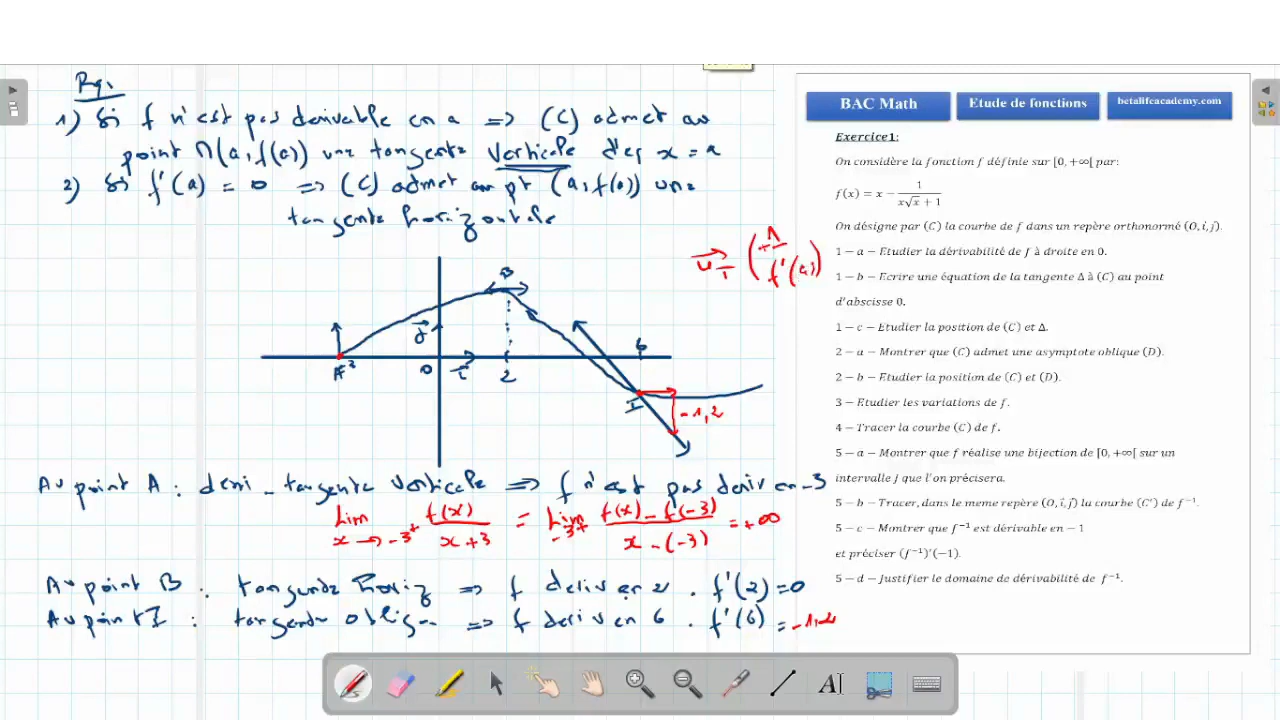 Rq:
1) Si f n'est pas derivable en a => (C) admet au
point M(a, f(a)) une tangente verticale d'eq x = a
2) Si f'(a) = 0 => (C) admet au pt (a, f(a)) une
tangente horizontale
B
j
-3
A
O
i
2
6
I
-1,2
u_T (1 f'(a))
Au point A : demi-tangente verticale => f n'est pas deriv en -3
Lim x→-3+ f(x)/x+3 = Lim -3+ f(x)-f(-3)/x-(-3) = +∞
Au point B : tangente horiz => f deriv en 2 . f'(2)=0
Au point I : tangente obliq => f deriv en 6 . f'(6) = -1,2
BAC Math
Etude de fonctions
betalifeacademy.com
Exercice1:
On considère la fonction f définie sur [0, +∞[ par:
f(x) = x − 1/(x√x + 1)
On désigne par (C) la courbe de f dans un repère orthonormé (O, i, j).
1 − a − Etudier la dérivabilité de f à droite en 0.
1 − b − Ecrire une équation de la tangente Δ à (C) au point
d'abscisse 0.
1 − c − Etudier la position de (C) et Δ.
2 − a − Montrer que (C) admet une asymptote oblique (D).
2 − b − Etudier la position de (C) et (D).
3 − Etudier les variations de f.
4 − Tracer la courbe (C) de f.
5 − a − Montrer que f réalise une bijection de [0, +∞[ sur un
intervalle J que l'on précisera.
5 − b − Tracer, dans le meme repère (O, i, j) la courbe (C') de f⁻¹.
5 − c − Montrer que f⁻¹ est dérivable en − 1
et préciser (f⁻¹)'(−1).
5 − d − Justifier le domaine de dérivabilité de f⁻¹.
A